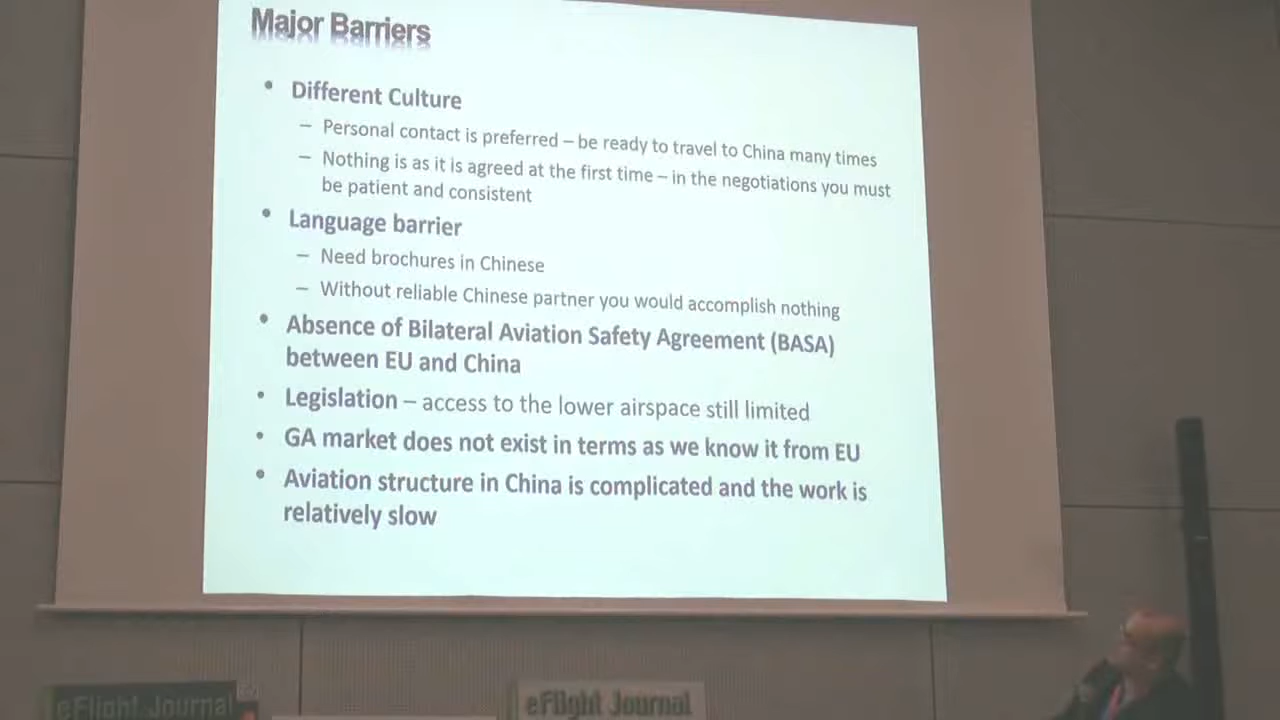 Major Barriers
• Different Culture
– Personal contact is preferred – be ready to travel to China many times
– Nothing is as it is agreed at the first time – in the negotiations you must
be patient and consistent
• Language barrier
– Need brochures in Chinese
– Without reliable Chinese partner you would accomplish nothing
• Absence of Bilateral Aviation Safety Agreement (BASA)
between EU and China
• Legislation – access to the lower airspace still limited
• GA market does not exist in terms as we know it from EU
• Aviation structure in China is complicated and the work is
relatively slow
eFlight Journal
eFlight Journal